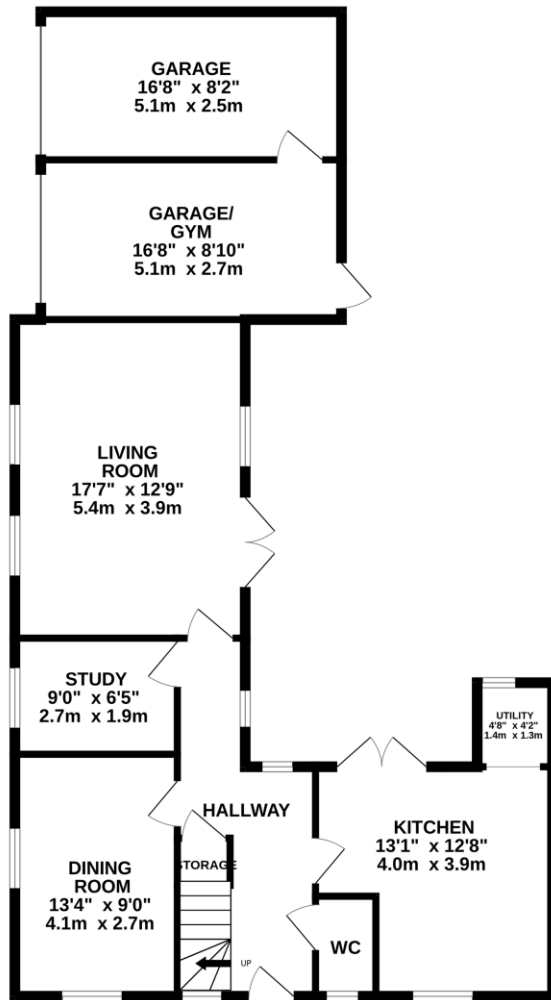 GARAGE
16'8" x 8'2"
5.1m x 2.5m
GARAGE/
GYM
16'8" x 8'10"
5.1m x 2.7m
LIVING
ROOM
17'7" x 12'9"
5.4m x 3.9m
STUDY
9'0" x 6'5"
2.7m x 1.9m
UTILITY
4'8" x 4'2"
1.4m x 1.3m
HALLWAY
KITCHEN
13'1" x 12'8"
4.0m x 3.9m
STORAGE
DINING
ROOM
13'4" x 9'0"
4.1m x 2.7m
WC
UP